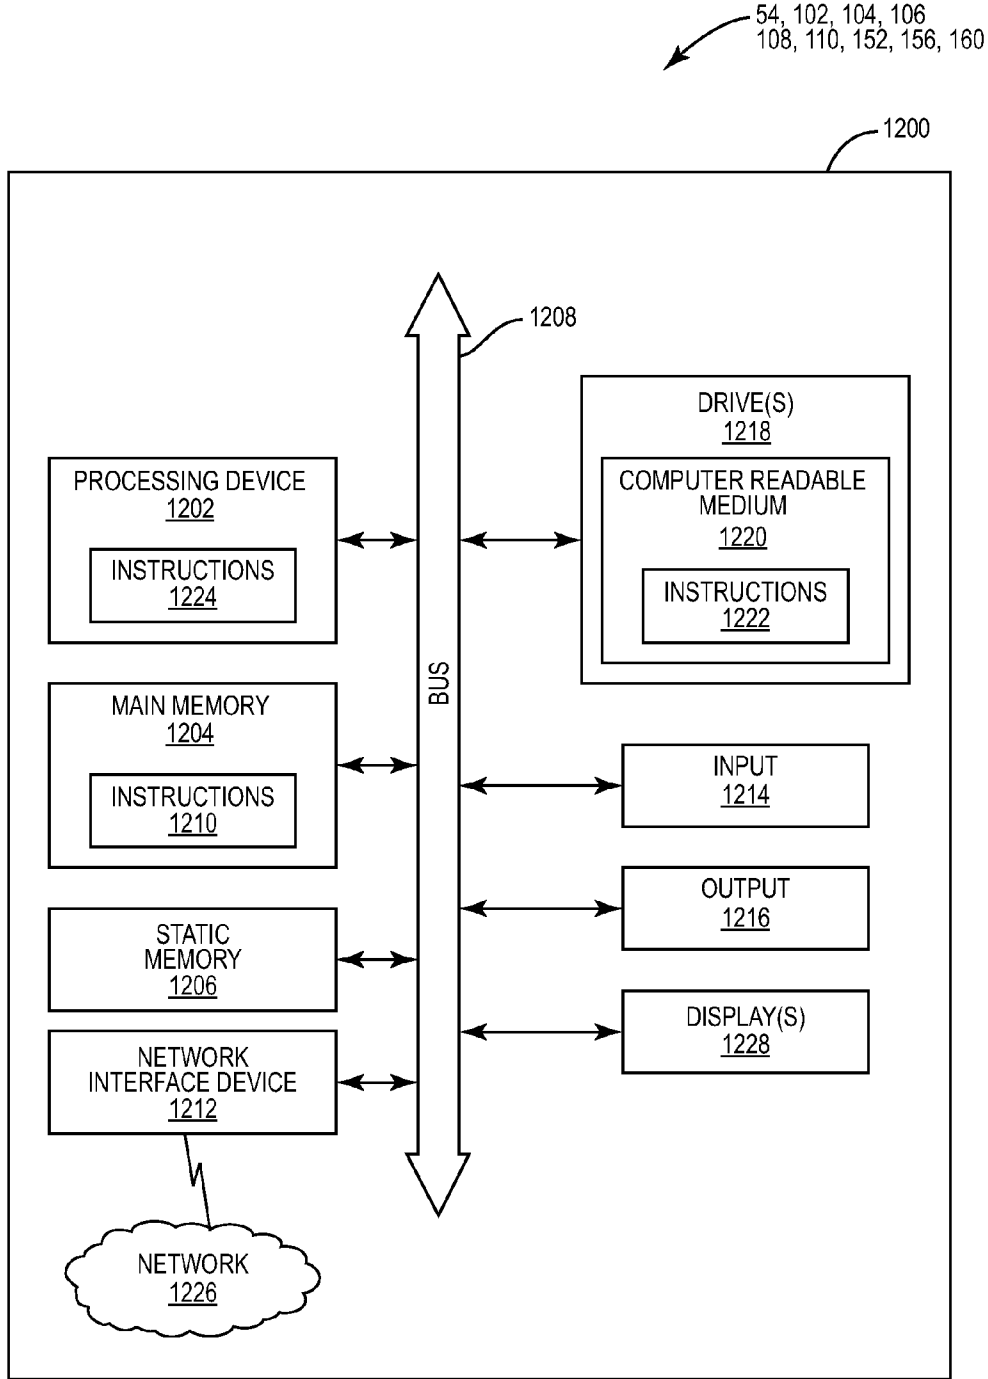 54, 102, 104, 106
108, 110, 152, 156, 160
1200
1208
BUS
PROCESSING DEVICE
1202
INSTRUCTIONS
1224
MAIN MEMORY
1204
INSTRUCTIONS
1210
STATIC
MEMORY
1206
NETWORK
INTERFACE DEVICE
1212
NETWORK
1226
DRIVE(S)
1218
COMPUTER READABLE
MEDIUM
1220
INSTRUCTIONS
1222
INPUT
1214
OUTPUT
1216
DISPLAY(S)
1228